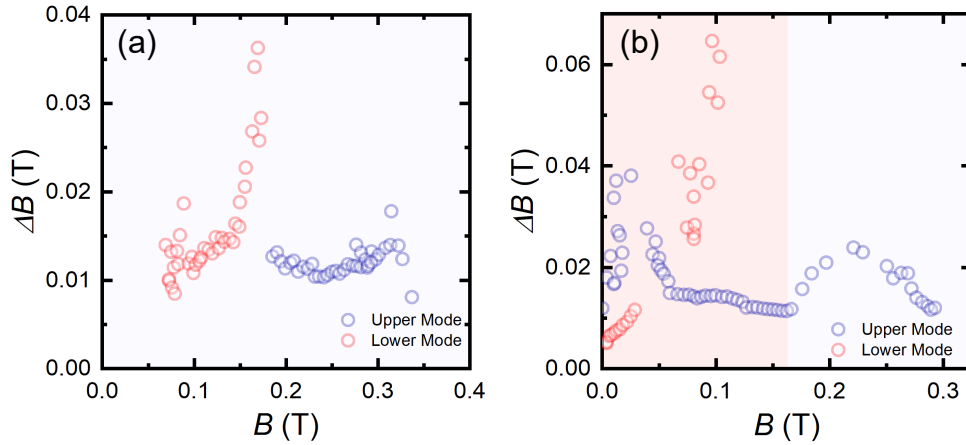 (a)
0.04
0.03
0.02
0.01
0.00
ΔB (T)
0.0 0.1 0.2 0.3 0.4
B (T)
Upper Mode
Lower Mode
(b)
0.06
0.04
0.02
0.00
ΔB (T)
0.0 0.1 0.2 0.3
B (T)
Upper Mode
Lower Mode